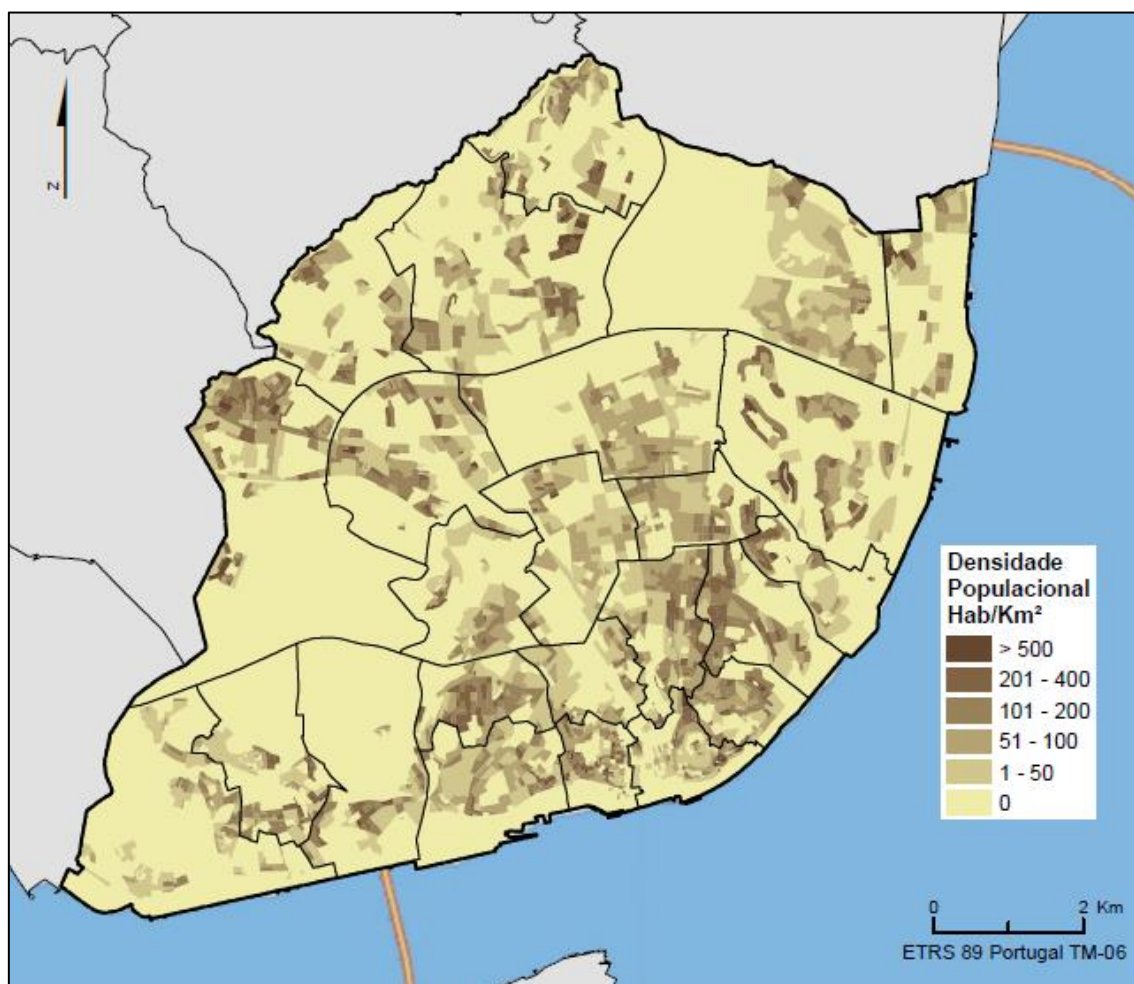 N
Densidade
Populacional
Hab/Km²
> 500
201 - 400
101 - 200
51 - 100
1 - 50
0
0 2 Km
ETRS 89 Portugal TM-06